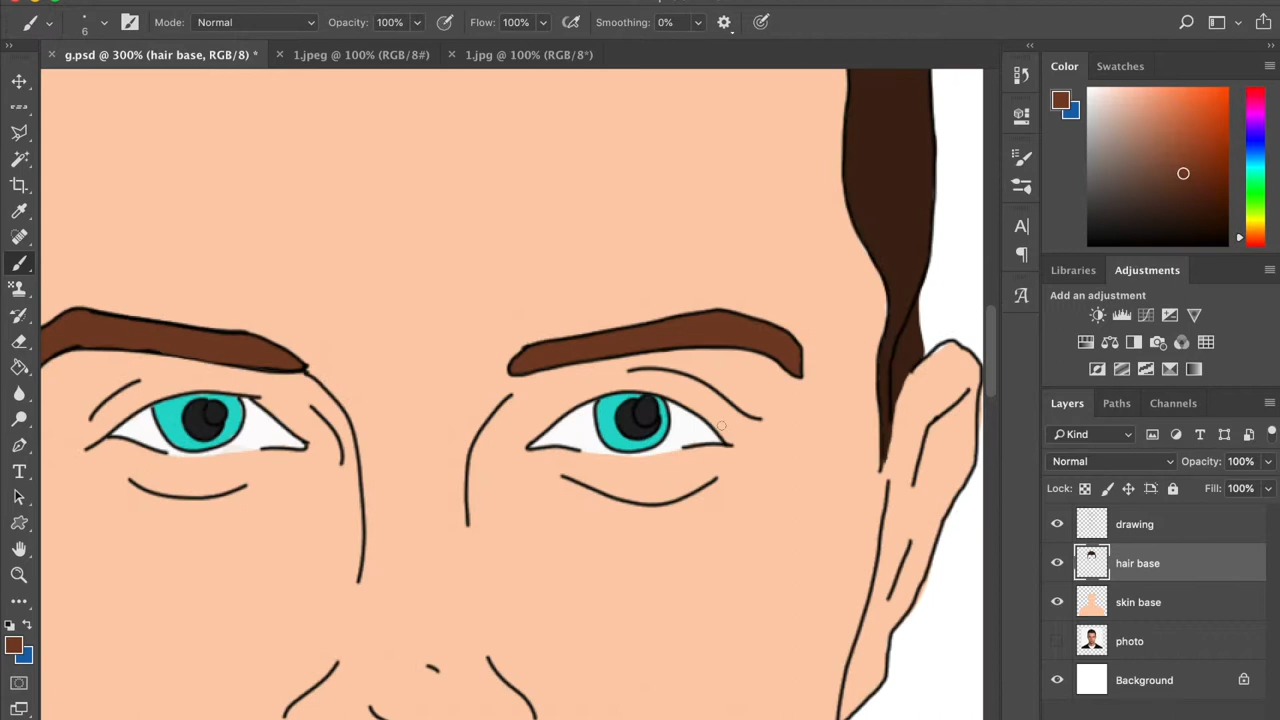 6 Mode: Normal Opacity: 100% Flow: 100% Smoothing: 0%
g.psd @ 300% (hair base, RGB/8) * 1.jpeg @ 100% (RGB/8#) 1.jpg @ 100% (RGB/8*)
Color Swatches
Libraries Adjustments
Add an adjustment
Layers Paths Channels
Kind
Normal Opacity: 100%
Lock: Fill: 100%
drawing
hair base
skin base
photo
Background